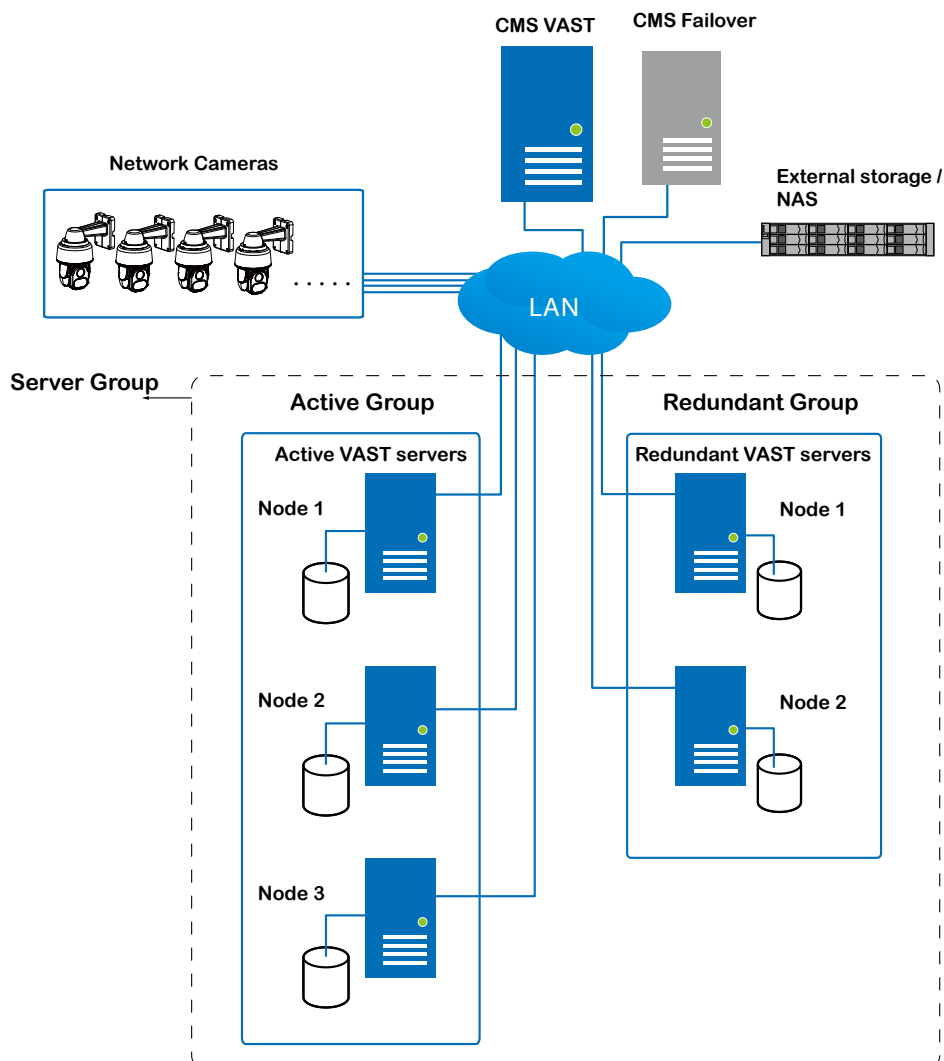 CMS VAST
CMS Failover
Network Cameras
External storage /
NAS
. . . . .
LAN
Server Group
Active Group
Redundant Group
Active VAST servers
Redundant VAST servers
Node 1
Node 1
Node 2
Node 2
Node 3